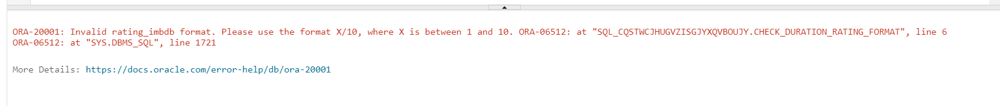 ORA-20001: Invalid rating_imbdb format. Please use the format X/10, where X is between 1 and 10. ORA-06512: at "SQL_CQSTWCJHUGVZISGJYXQVBOUJY.CHECK_DURATION_RATING_FORMAT", line 6
ORA-06512: at "SYS.DBMS_SQL", line 1721
More Details: https://docs.oracle.com/error-help/db/ora-20001